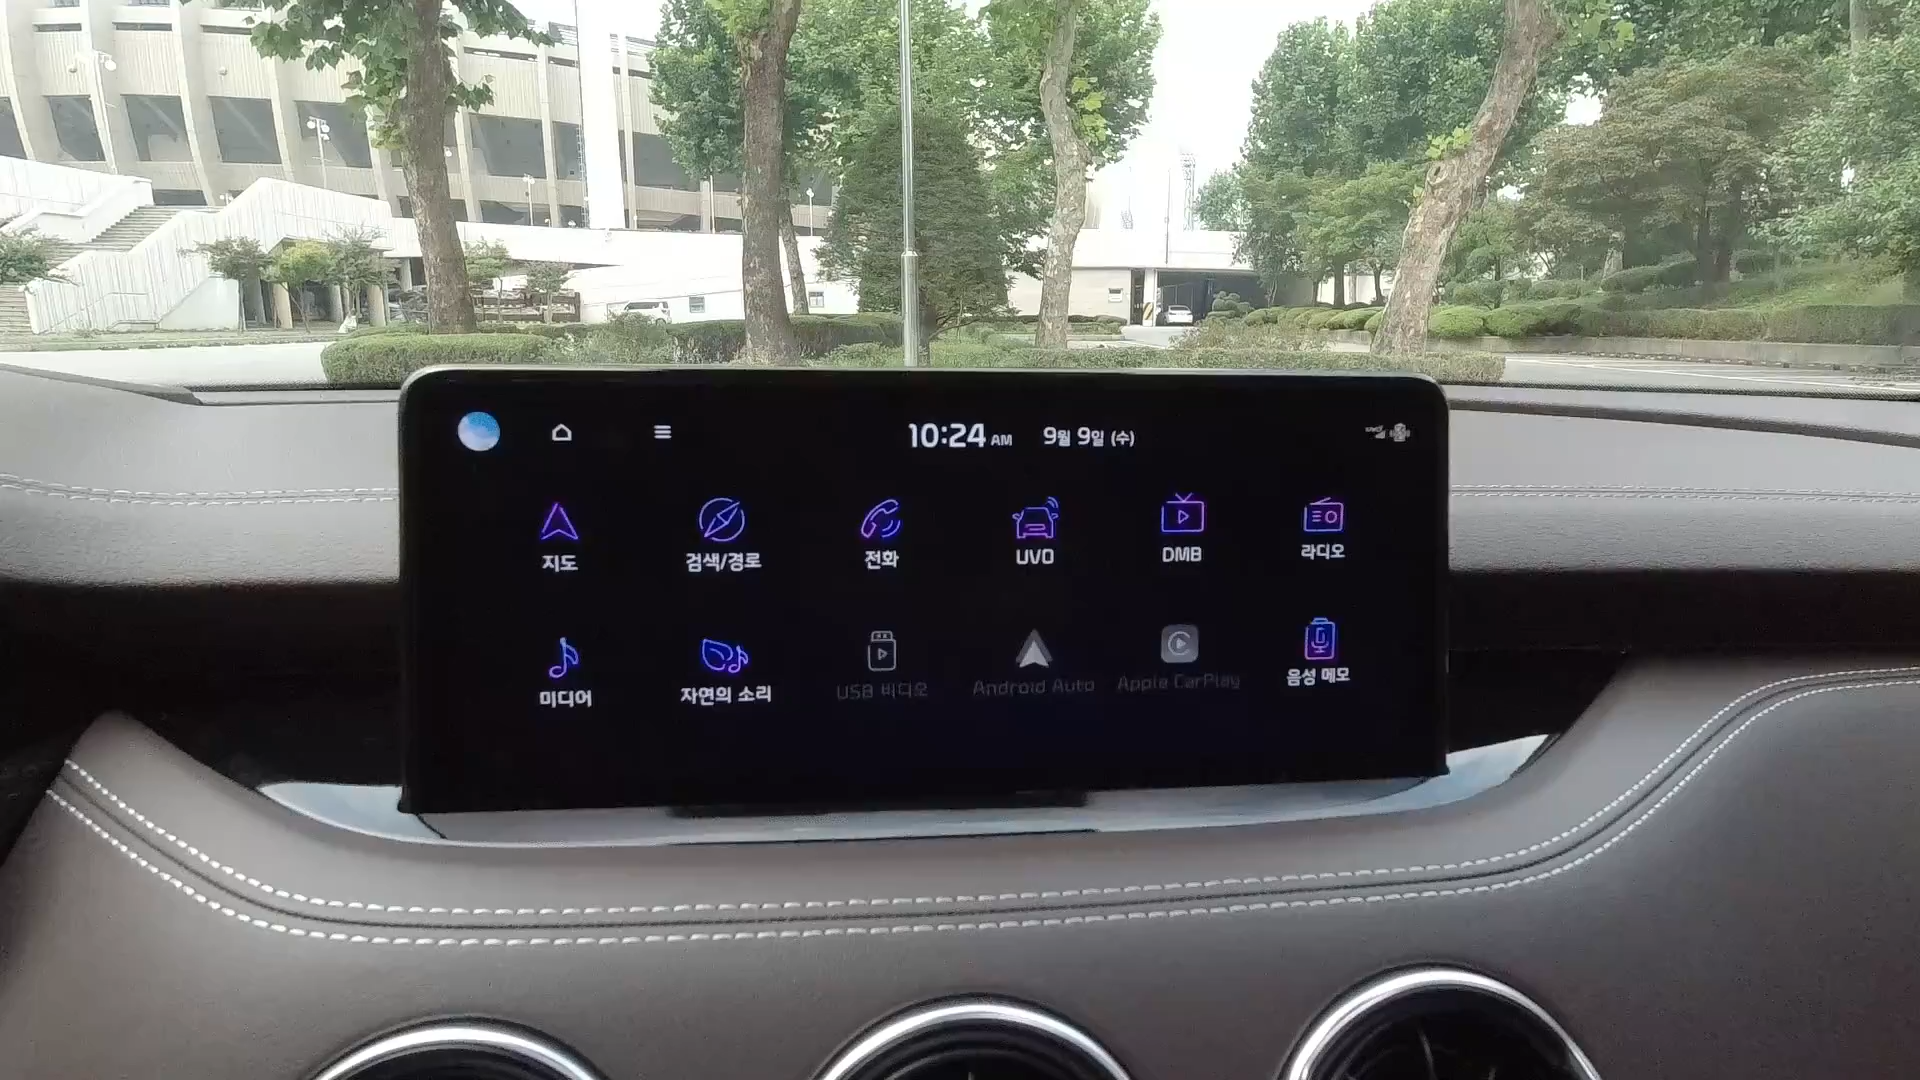 10:24 AM 9월 9일 (수)
지도 검색/경로 전화 UVO DMB 라디오
미디어 자연의 소리 USB 비디오 Android Auto Apple CarPlay 음성 메모